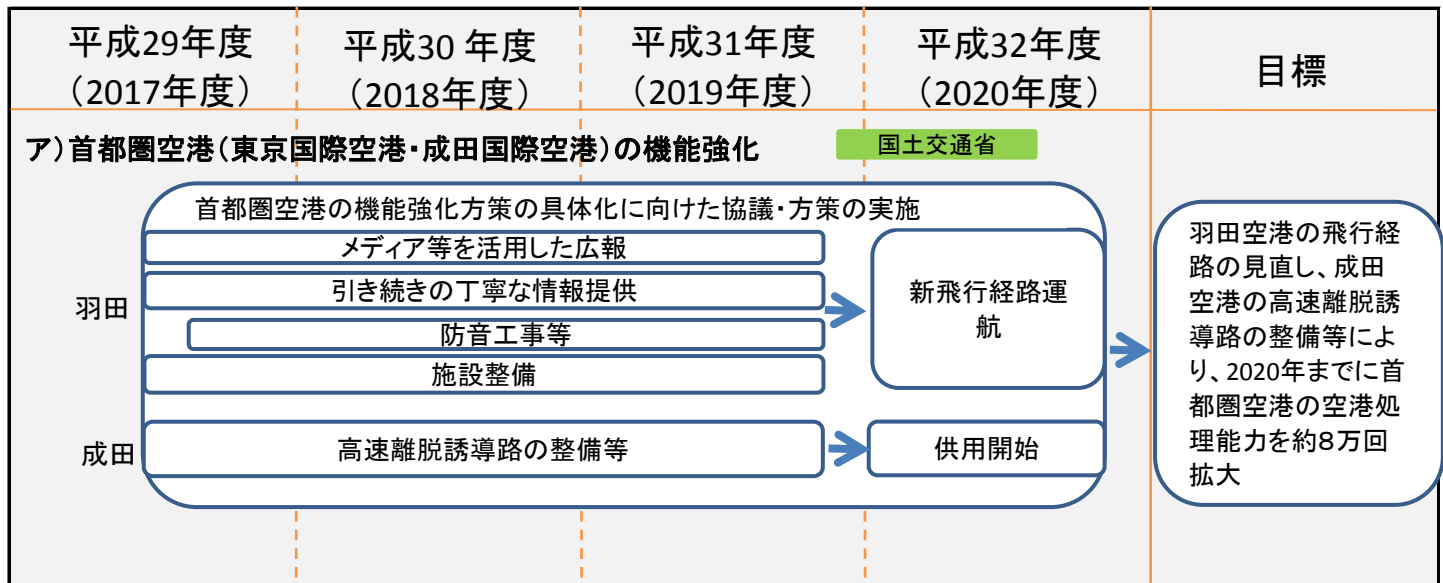 平成29年度
（2017年度）
平成30 年度
（2018年度）
平成31年度
（2019年度）
平成32年度
（2020年度）
目標
ア）首都圏空港（東京国際空港・成田国際空港）の機能強化
国土交通省
首都圏空港の機能強化方策の具体化に向けた協議・方策の実施
羽田
メディア等を活用した広報
引き続きの丁寧な情報提供
防音工事等
施設整備
新飛行経路運
航
成田
高速離脱誘導路の整備等
供用開始
羽田空港の飛行経
路の見直し、成田
空港の高速離脱誘
導路の整備等によ
り、2020年までに首
都圏空港の空港処
理能力を約８万回
拡大